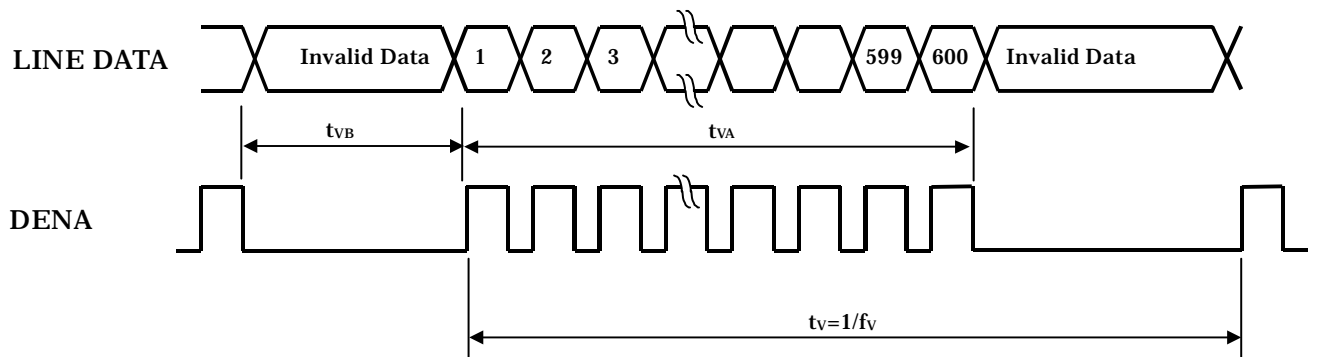 LINE DATA Invalid Data 1 2 3 599 600 Invalid Data
tVB tVA
DENA
tV=1/fV